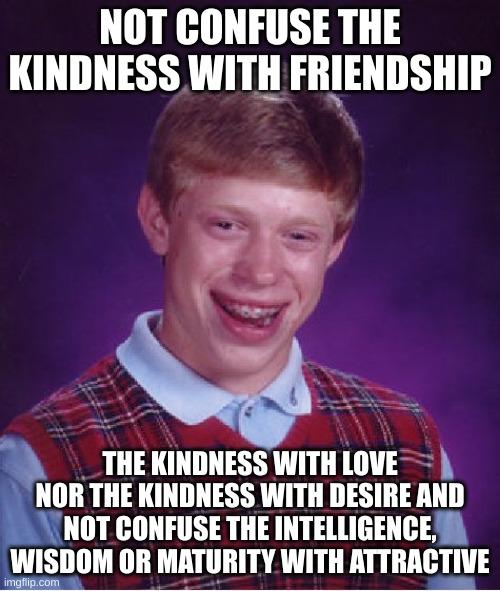 NOT CONFUSE THE
KINDNESS WITH FRIENDSHIP
THE KINDNESS WITH LOVE
NOR THE KINDNESS WITH DESIRE AND
NOT CONFUSE THE INTELLIGENCE,
WISDOM OR MATURITY WITH ATTRACTIVE
imgflip.com